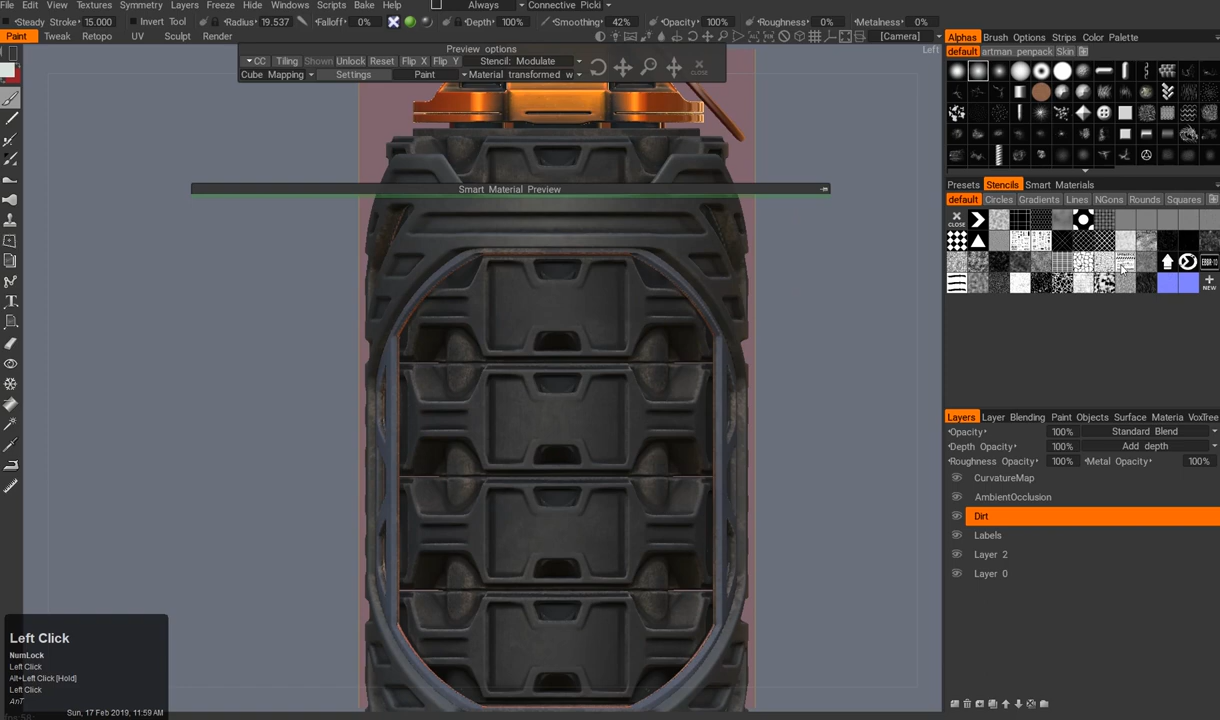 File Edit View Textures Symmetry Layers Freeze Hide Windows Scripts Bake Help Always Connective Picki
Steady Stroke 15.000 Invert Tool Radius 19.537 Falloff 0% Depth 100% Smoothing 42% Opacity 100% Roughness 0% Metalness 0%
Paint Tweak Retopo UV Sculpt Render [Camera] Alphas Brush Options Strips Color Palette
Left
Preview options
default artman_penpack Skin
CC Tiling Shown Unlock Reset Flip X Flip Y Stencil: Modulate
CLOSE
Cube Mapping Settings Paint Material transformed w
Presets Stencils Smart Materials
Smart Material Preview
default Circles Gradients Lines NGons Rounds Squares
CLOSE
NEW
Layers Layer Blending Paint Objects Surface Materia VoxTree
Opacity 100% Standard Blend
Depth Opacity 100% Add depth
Roughness Opacity 100% Metal Opacity 100%
CurvatureMap
AmbientOcclusion
Dirt
Labels
Layer 2
Layer 0
Left Click
NumLock
Left Click
Alt+Left Click [Hold]
Left Click
AnT
Sun, 17 Feb 2019, 11:59 AM